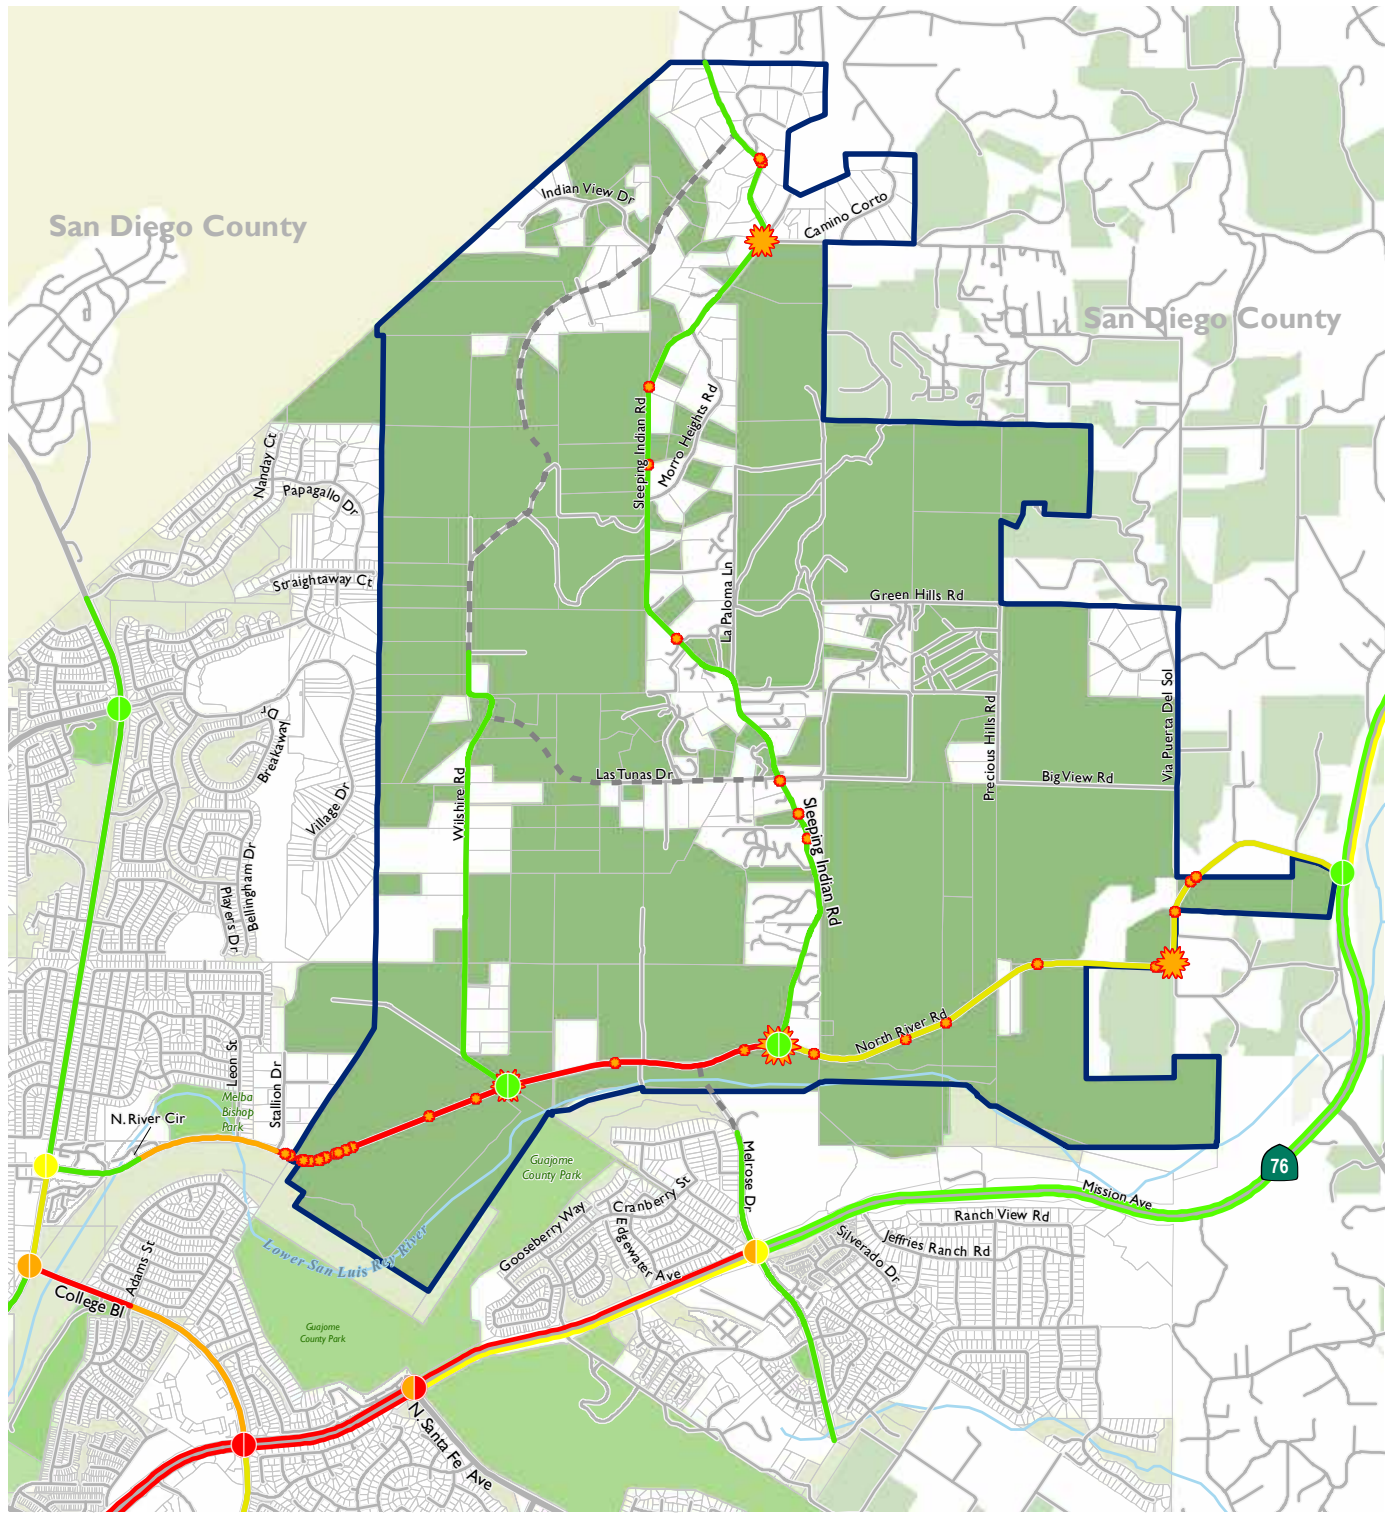 Indian View Dr
Camino Corto
San Diego County
San Diego County
Sleeping Indian Rd
Morro Heights Rd
Nanday Ct
Papagallo Dr
Straightaway Ct
La Paloma Ln
Green Hills Rd
Via Puerta Del Sol
Precious Hills Rd
Dr
Breakaway
Las Tunas Dr
Big View Rd
Wilshire Rd
Village Dr
Sleeping Indian Rd
Bellingham Dr
Players Dr
North River Rd
Leon St
Stallion Dr
Melba
Bishop
Park
N. River Cir
Guajome
County Park
Melrose Dr
76
Mission Ave
Cranberry St
Gooseberry Way
Edgewater Ave
Ranch View Rd
Jeffries Ranch Rd
Silverado Dr
Lower San Luis Rey River
Adams St
College Bl
Guajome
County Park
N. Santa Fe Ave